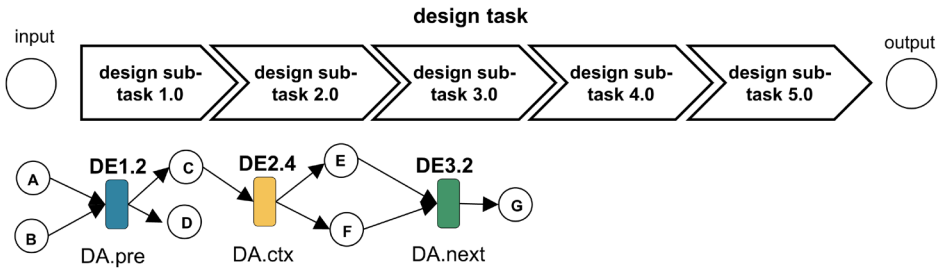 design task
input
output
design sub-
task 1.0
design sub-
task 2.0
design sub-
task 3.0
design sub-
task 4.0
design sub-
task 5.0
DE1.2
DE2.4
DE3.2
A
B
C
D
E
F
G
DA.pre
DA.ctx
DA.next